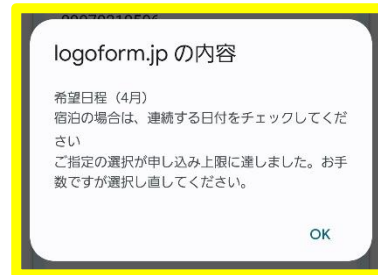 logoform.jp の内容
希望日程（4月）
宿泊の場合は、連続する日付をチェックしてくだ
さい
ご指定の選択が申し込み上限に達しました。お手
数ですが選択し直してください。
OK